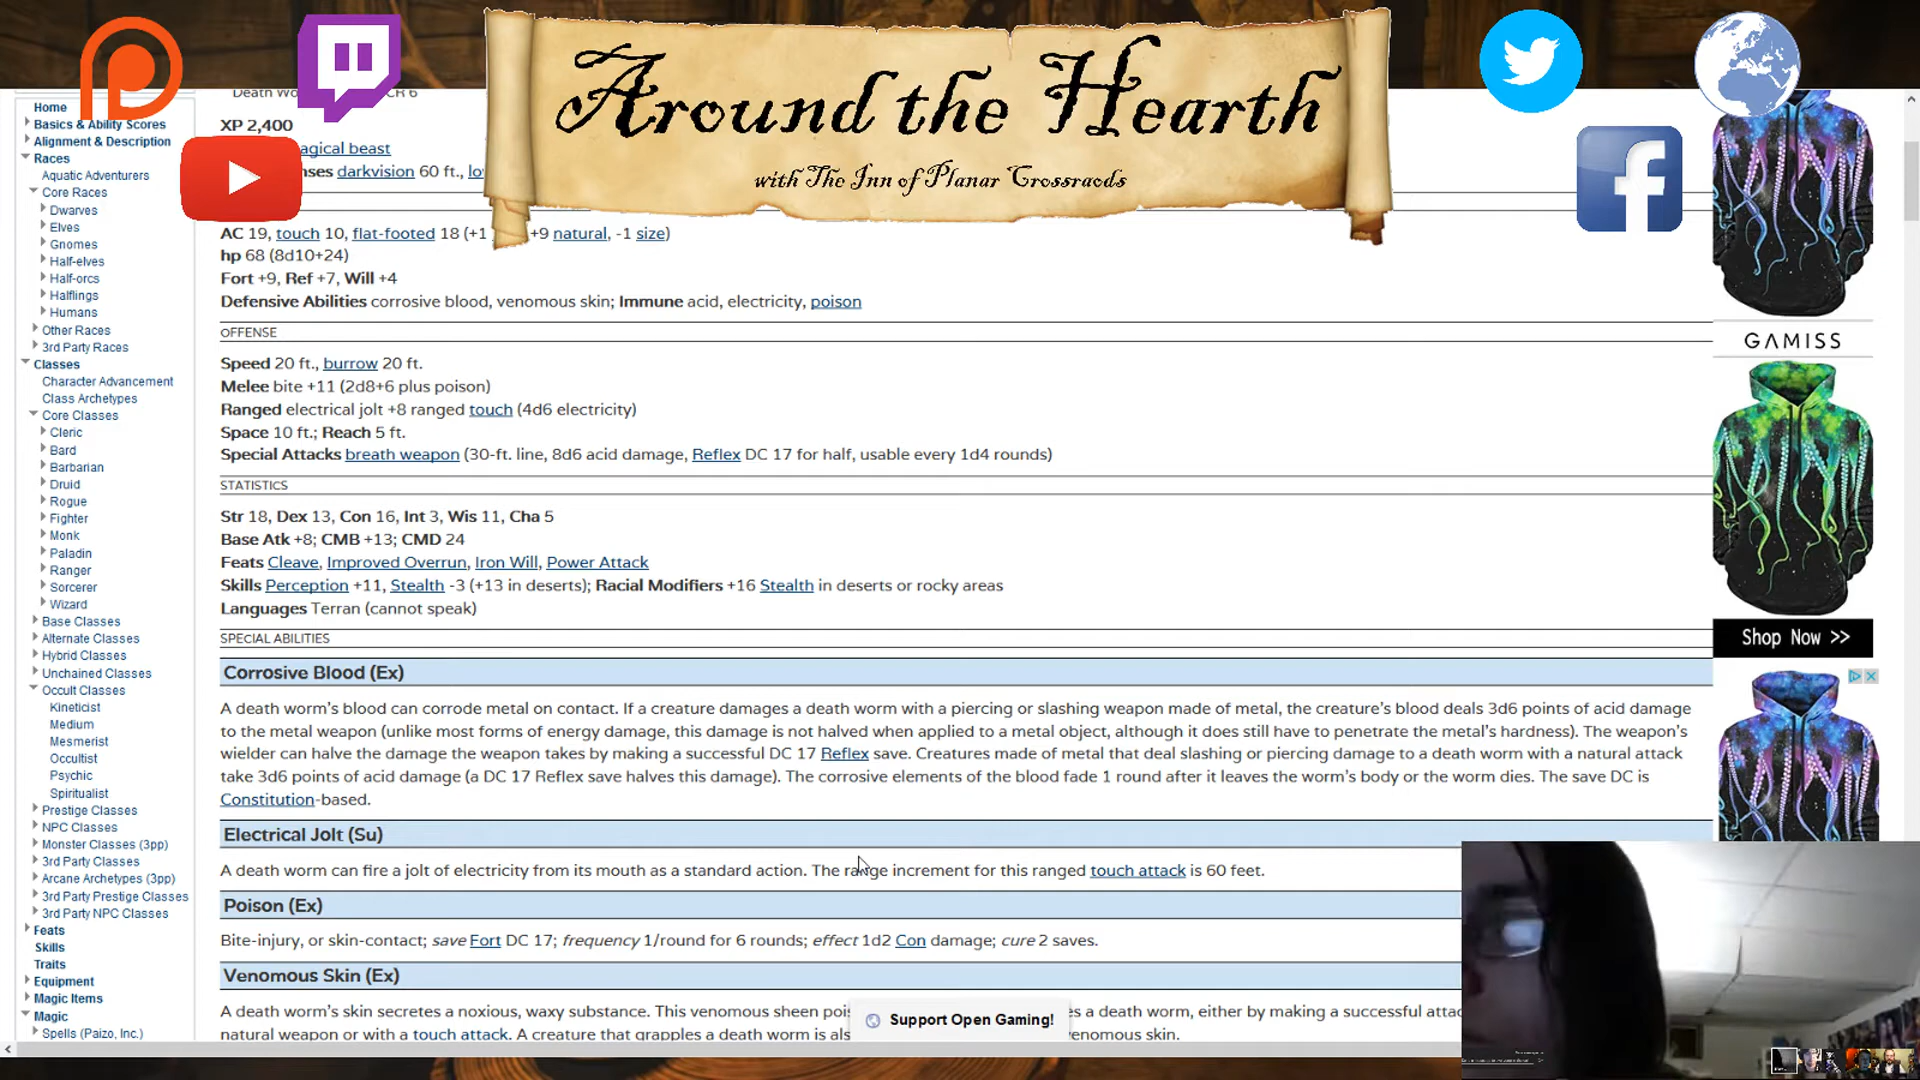 Around the Hearth
with The Inn of Planar Crossraods
Home
Basics & Ability Scores
Alignment & Description
Races
Aquatic Adventurers
Core Races
Dwarves
Elves
Gnomes
Half-elves
Half-orcs
Halflings
Humans
Other Races
3rd Party Races
Classes
Character Advancement
Class Archetypes
Core Classes
Cleric
Bard
Barbarian
Druid
Rogue
Fighter
Monk
Paladin
Ranger
Sorcerer
Wizard
Base Classes
Alternate Classes
Hybrid Classes
Unchained Classes
Occult Classes
Kineticist
Medium
Mesmerist
Occultist
Psychic
Spiritualist
Prestige Classes
NPC Classes
Monster Classes (3pp)
3rd Party Classes
Arcane Archetypes (3pp)
3rd Party Prestige Classes
3rd Party NPC Classes
Feats
Skills
Traits
Equipment
Magic Items
Magic
Spells (Paizo, Inc.)
Death Wo CR 6
XP 2,400
agical beast
nses darkvision 60 ft., lo
AC 19, touch 10, flat-footed 18 (+1 +9 natural, -1 size)
hp 68 (8d10+24)
Fort +9, Ref +7, Will +4
Defensive Abilities corrosive blood, venomous skin; Immune acid, electricity, poison
OFFENSE
Speed 20 ft., burrow 20 ft.
Melee bite +11 (2d8+6 plus poison)
Ranged electrical jolt +8 ranged touch (4d6 electricity)
Space 10 ft.; Reach 5 ft.
Special Attacks breath weapon (30-ft. line, 8d6 acid damage, Reflex DC 17 for half, usable every 1d4 rounds)
STATISTICS
Str 18, Dex 13, Con 16, Int 3, Wis 11, Cha 5
Base Atk +8; CMB +13; CMD 24
Feats Cleave, Improved Overrun, Iron Will, Power Attack
Skills Perception +11, Stealth -3 (+13 in deserts); Racial Modifiers +16 Stealth in deserts or rocky areas
Languages Terran (cannot speak)
SPECIAL ABILITIES
Corrosive Blood (Ex)
A death worm's blood can corrode metal on contact. If a creature damages a death worm with a piercing or slashing weapon made of metal, the creature's blood deals 3d6 points of acid damage
to the metal weapon (unlike most forms of energy damage, this damage is not halved when applied to a metal object, although it does still have to penetrate the metal's hardness). The weapon's
wielder can halve the damage the weapon takes by making a successful DC 17 Reflex save. Creatures made of metal that deal slashing or piercing damage to a death worm with a natural attack
take 3d6 points of acid damage (a DC 17 Reflex save halves this damage). The corrosive elements of the blood fade 1 round after it leaves the worm's body or the worm dies. The save DC is
Constitution-based.
Electrical Jolt (Su)
A death worm can fire a jolt of electricity from its mouth as a standard action. The range increment for this ranged touch attack is 60 feet.
Poison (Ex)
Bite-injury, or skin-contact; save Fort DC 17; frequency 1/round for 6 rounds; effect 1d2 Con damage; cure 2 saves.
Venomous Skin (Ex)
A death worm's skin secretes a noxious, waxy substance. This venomous sheen poi es a death worm, either by making a successful atta
natural weapon or with a touch attack. A creature that grapples a death worm is als enomous skin.
Support Open Gaming!
GAMISS
Shop Now >>